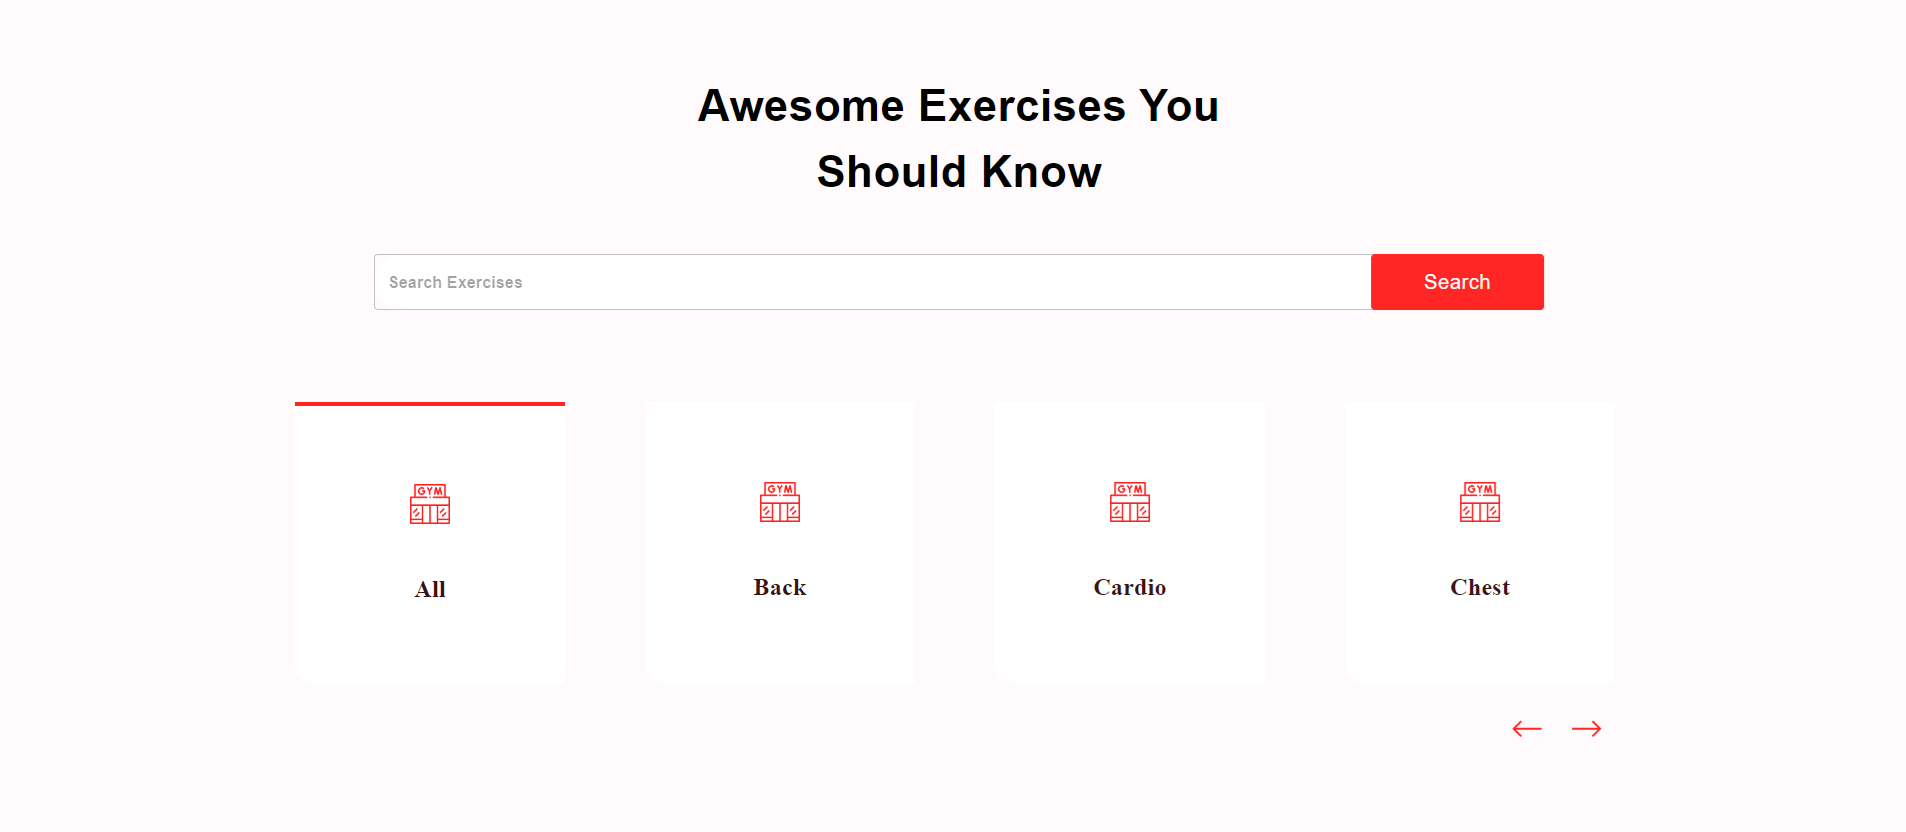 Awesome Exercises You
Should Know
Search Exercises
Search
GYM
GYM
GYM
GYM
All
Back
Cardio
Chest